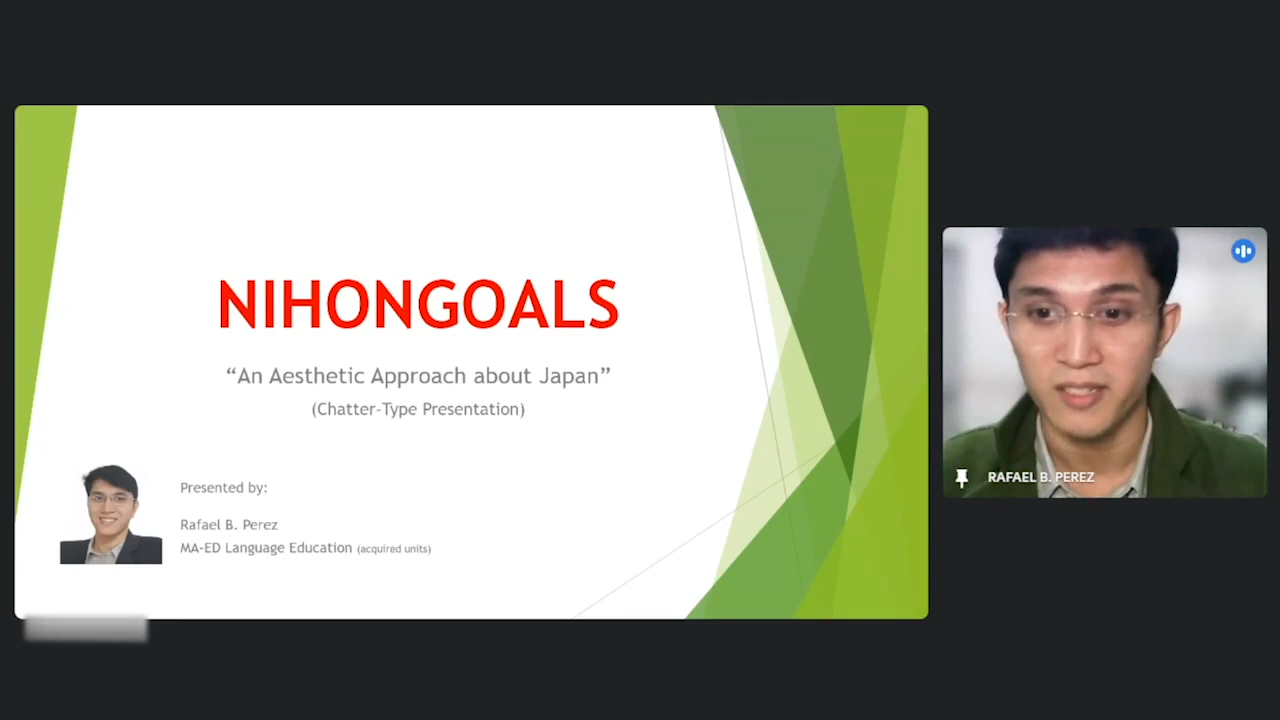 NIHONGOALS
“An Aesthetic Approach about Japan”
(Chatter-Type Presentation)
Presented by:
Rafael B. Perez
MA-ED Language Education (acquired units)
RAFAEL B. PEREZ